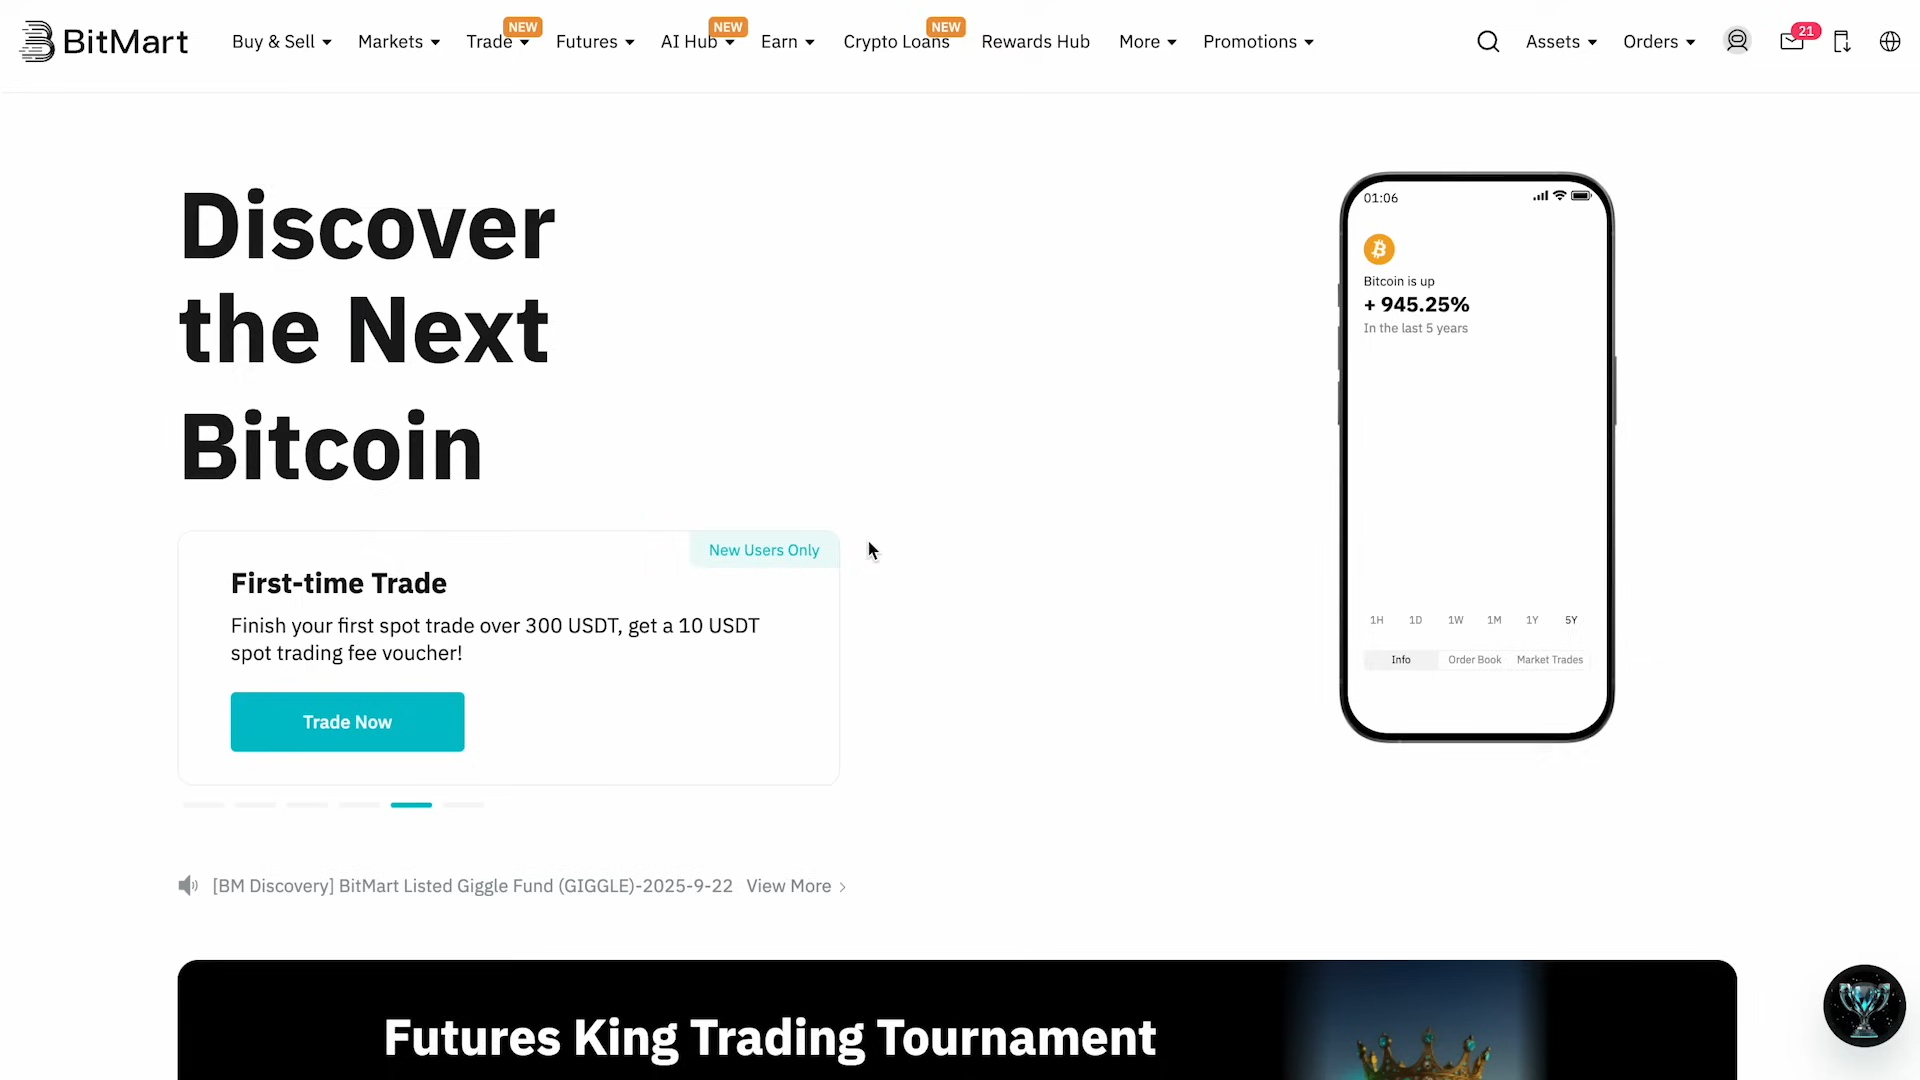 BitMart
Buy & Sell
Markets
Trade
NEW
Futures
AI Hub
NEW
Earn
Crypto Loans
NEW
Rewards Hub
More
Promotions
Assets
Orders
21
Discover
the Next
Bitcoin
New Users Only
First-time Trade
Finish your first spot trade over 300 USDT, get a 10 USDT
spot trading fee voucher!
Trade Now
[BM Discovery] BitMart Listed Giggle Fund (GIGGLE)-2025-9-22 View More
01:06
Bitcoin is up
+ 945.25%
In the last 5 years
1H 1D 1W 1M 1Y 5Y
Info Order Book Market Trades
Futures King Trading Tournament